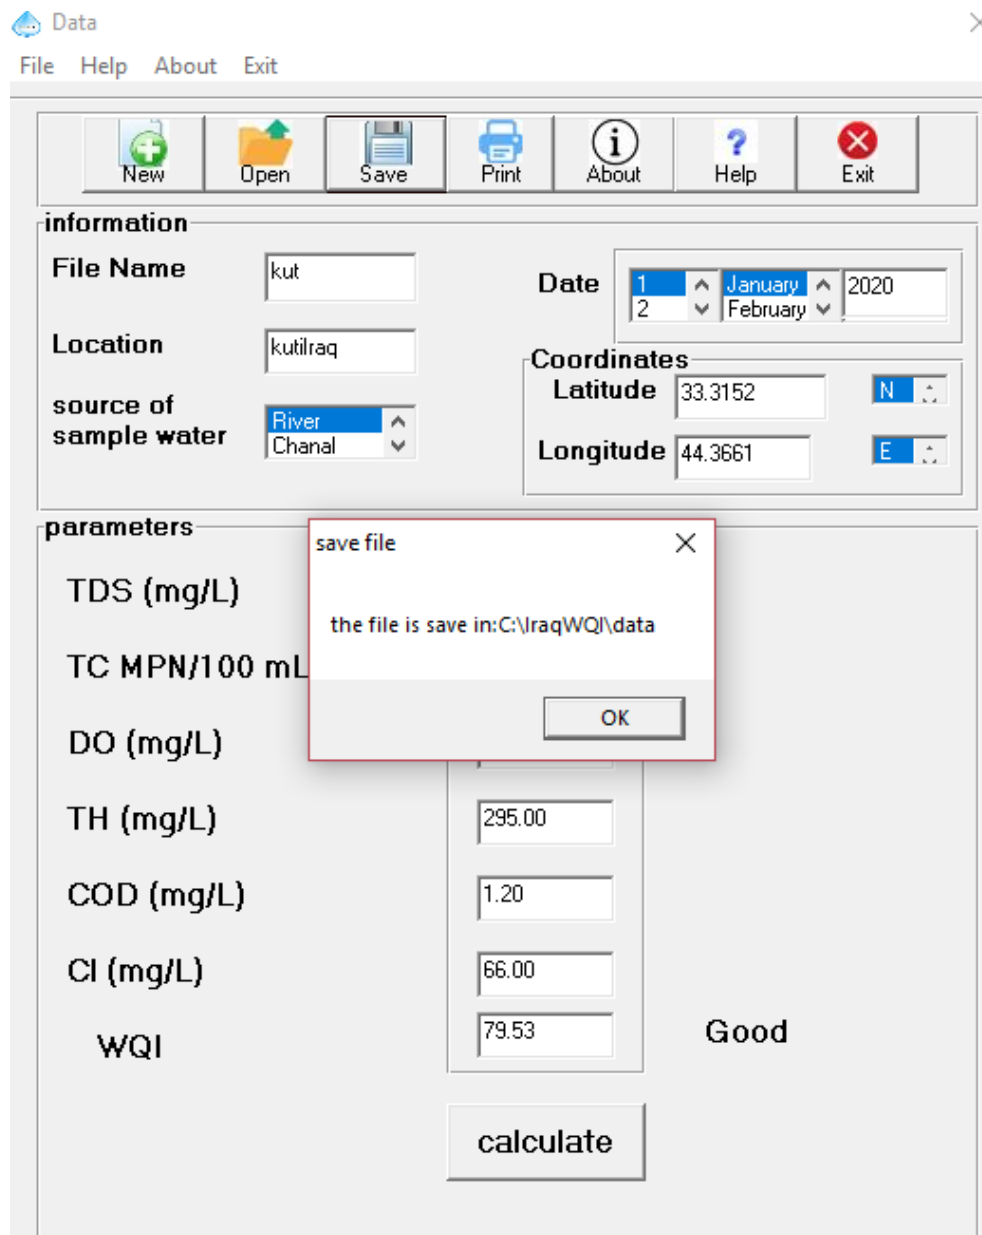 Data
File Help About Exit
New Open Save Print About Help Exit
information
File Name kut
Date 1 January 2020
2 February
Location kutilraq
Coordinates
Latitude 33.3152 N
source of
sample water
River
Chanal
Longitude 44.3661 E
parameters
save file
the file is save in:C:\IraqWQI\data
OK
TDS (mg/L)
TC MPN/100 mL
DO (mg/L)
TH (mg/L) 295.00
COD (mg/L) 1.20
Cl (mg/L) 66.00
WQI 79.53 Good
calculate